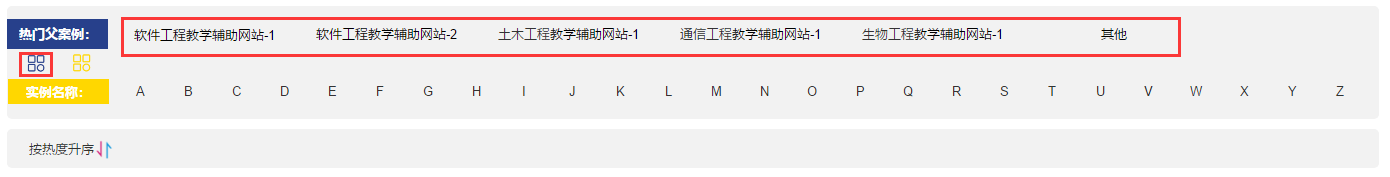 热门父案例： 软件工程教学辅助网站-1 软件工程教学辅助网站-2 土木工程教学辅助网站-1 通信工程教学辅助网站-1 生物工程教学辅助网站-1 其他
实例名称： A B C D E F G H I J K L M N O P Q R S T U V W X Y Z
按热度升序